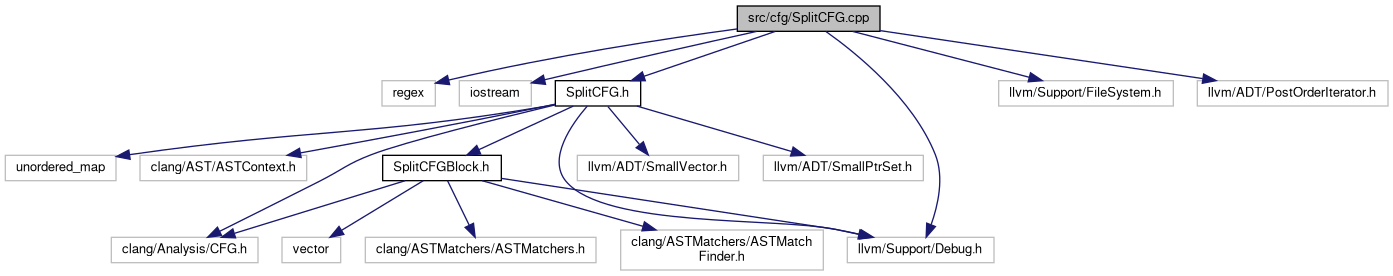 src/cfg/SplitCFG.cpp
regex
iostream
SplitCFG.h
llvm/Support/FileSystem.h
llvm/ADT/PostOrderIterator.h
unordered_map
clang/AST/ASTContext.h
SplitCFGBlock.h
llvm/ADT/SmallVector.h
llvm/ADT/SmallPtrSet.h
clang/Analysis/CFG.h
vector
clang/ASTMatchers/ASTMatchers.h
clang/ASTMatchers/ASTMatch
Finder.h
llvm/Support/Debug.h